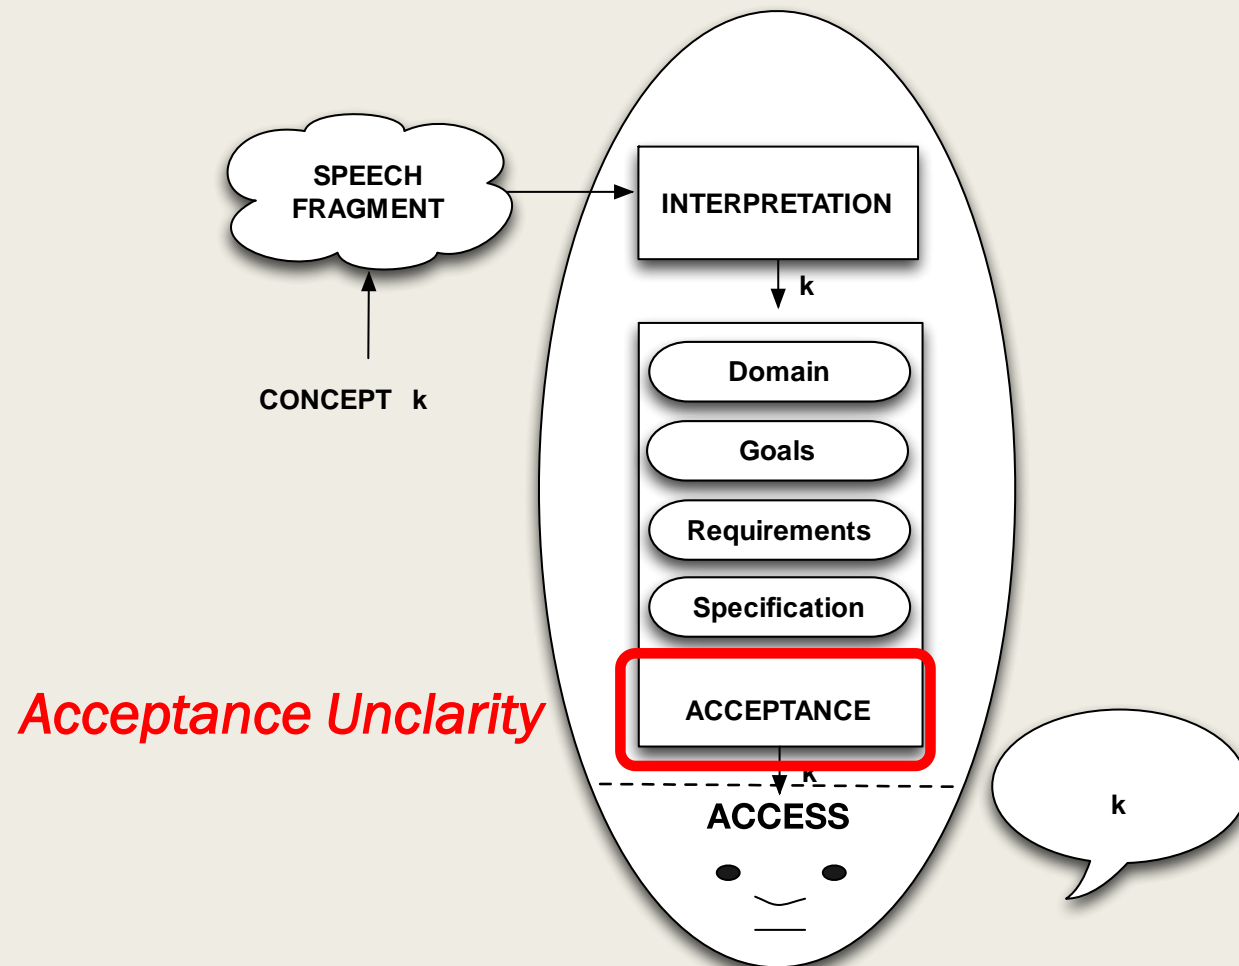 SPEECH
FRAGMENT
CONCEPT k
INTERPRETATION
k
Domain
Goals
Requirements
Specification
ACCEPTANCE
Acceptance Unclarity
k
ACCESS
k